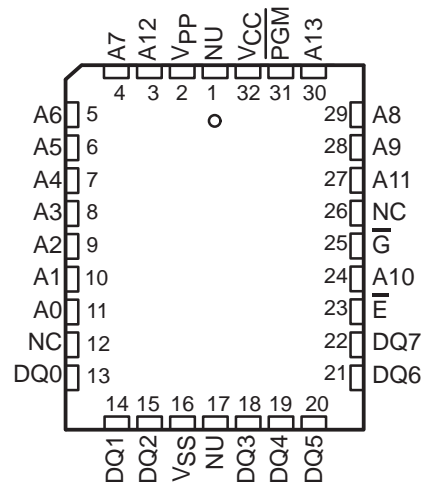 A7 A12 VPP NU VCC PGM A13
4 3 2 1 32 31 30
A6 5 29 A8
A5 6 28 A9
A4 7 27 A11
A3 8 26 NC
A2 9 25 G
A1 10 24 A10
A0 11 23 E
NC 12 22 DQ7
DQ0 13 21 DQ6
14 15 16 17 18 19 20
DQ1 DQ2 VSS NU DQ3 DQ4 DQ5